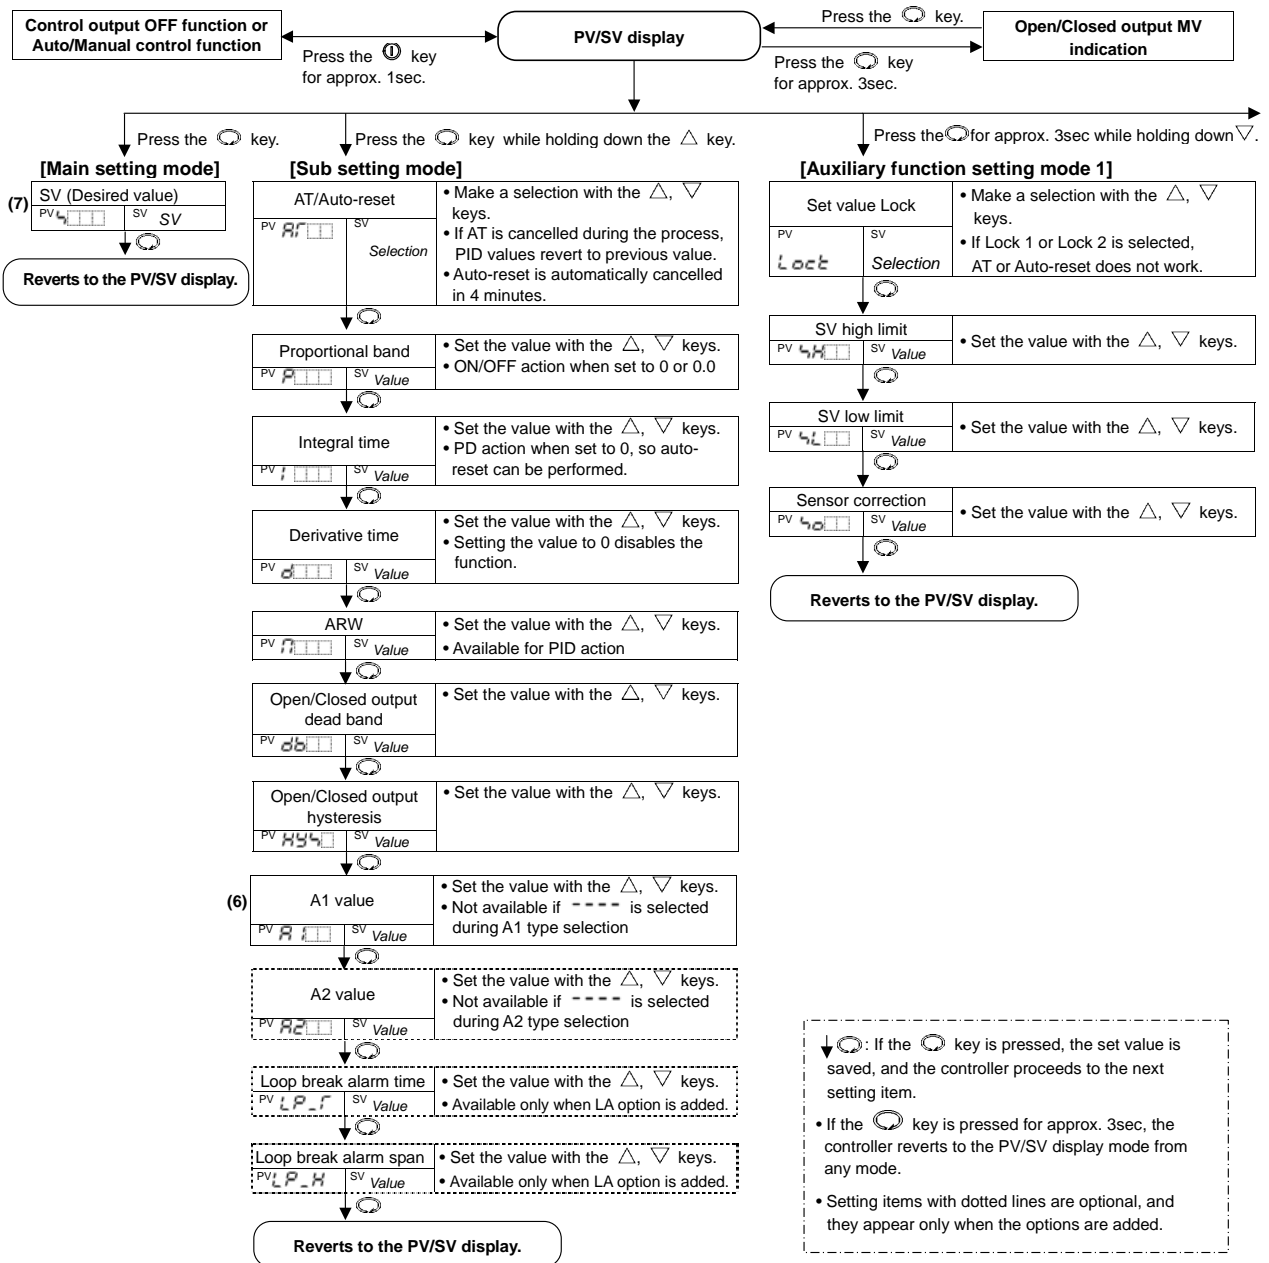 Control output OFF function or
Auto/Manual control function
Press the key
for approx. 1sec.
PV/SV display
Press the key.
Press the key
for approx. 3sec.
Open/Closed output MV
indication
Press the key.
[Main setting mode]
(7)
SV (Desired value)
PV SV SV
Reverts to the PV/SV display.
Press the key while holding down the △ key.
[Sub setting mode]
AT/Auto-reset
PV AT SV
Selection
• Make a selection with the △, ▽
keys.
• If AT is cancelled during the process,
PID values revert to previous value.
• Auto-reset is automatically cancelled
in 4 minutes.
Proportional band
PV P SV Value
• Set the value with the △, ▽ keys.
• ON/OFF action when set to 0 or 0.0
Integral time
PV I SV Value
• Set the value with the △, ▽ keys.
• PD action when set to 0, so auto-
reset can be performed.
Derivative time
PV d SV Value
• Set the value with the △, ▽ keys.
• Setting the value to 0 disables the
function.
ARW
PV SV Value
• Set the value with the △, ▽ keys.
• Available for PID action
Open/Closed output
dead band
PV db SV Value
• Set the value with the △, ▽ keys.
Open/Closed output
hysteresis
PV HYS SV Value
• Set the value with the △, ▽ keys.
(6)
A1 value
PV A1 SV Value
• Set the value with the △, ▽ keys.
• Not available if ---- is selected
during A1 type selection
A2 value
PV A2 SV Value
• Set the value with the △, ▽ keys.
• Not available if ---- is selected
during A2 type selection
Loop break alarm time
PV LP_T SV Value
• Set the value with the △, ▽ keys.
• Available only when LA option is added.
Loop break alarm span
PV LP_H SV Value
• Set the value with the △, ▽ keys.
• Available only when LA option is added.
Reverts to the PV/SV display.
Press the for approx. 3sec while holding down ▽.
[Auxiliary function setting mode 1]
Set value Lock
PV SV
Lock Selection
• Make a selection with the △, ▽
keys.
• If Lock 1 or Lock 2 is selected,
AT or Auto-reset does not work.
SV high limit
PV SH SV Value
• Set the value with the △, ▽ keys.
SV low limit
PV SL SV Value
• Set the value with the △, ▽ keys.
Sensor correction
PV So SV Value
• Set the value with the △, ▽ keys.
Reverts to the PV/SV display.
: If the key is pressed, the set value is
saved, and the controller proceeds to the next
setting item.
• If the key is pressed for approx. 3sec, the
controller reverts to the PV/SV display mode from
any mode.
• Setting items with dotted lines are optional, and
they appear only when the options are added.